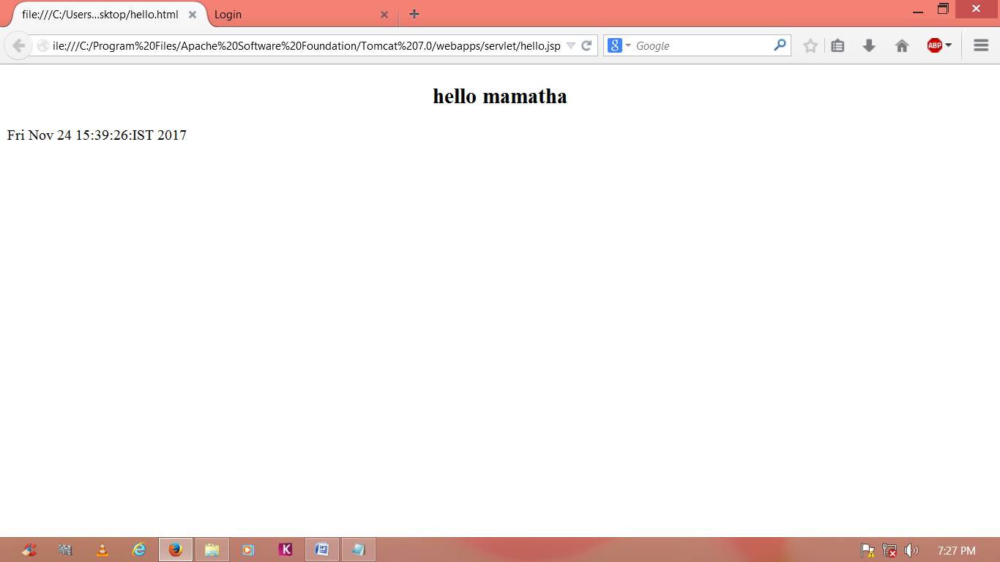 file:///C:/Users...sktop/hello.html
Login
ile:///C:/Program%20Files/Apache%20Software%20Foundation/Tomcat%207.0/webapps/servlet/hello.jsp
Google
ABP
hello mamatha
Fri Nov 24 15:39:26:IST 2017
7:27 PM